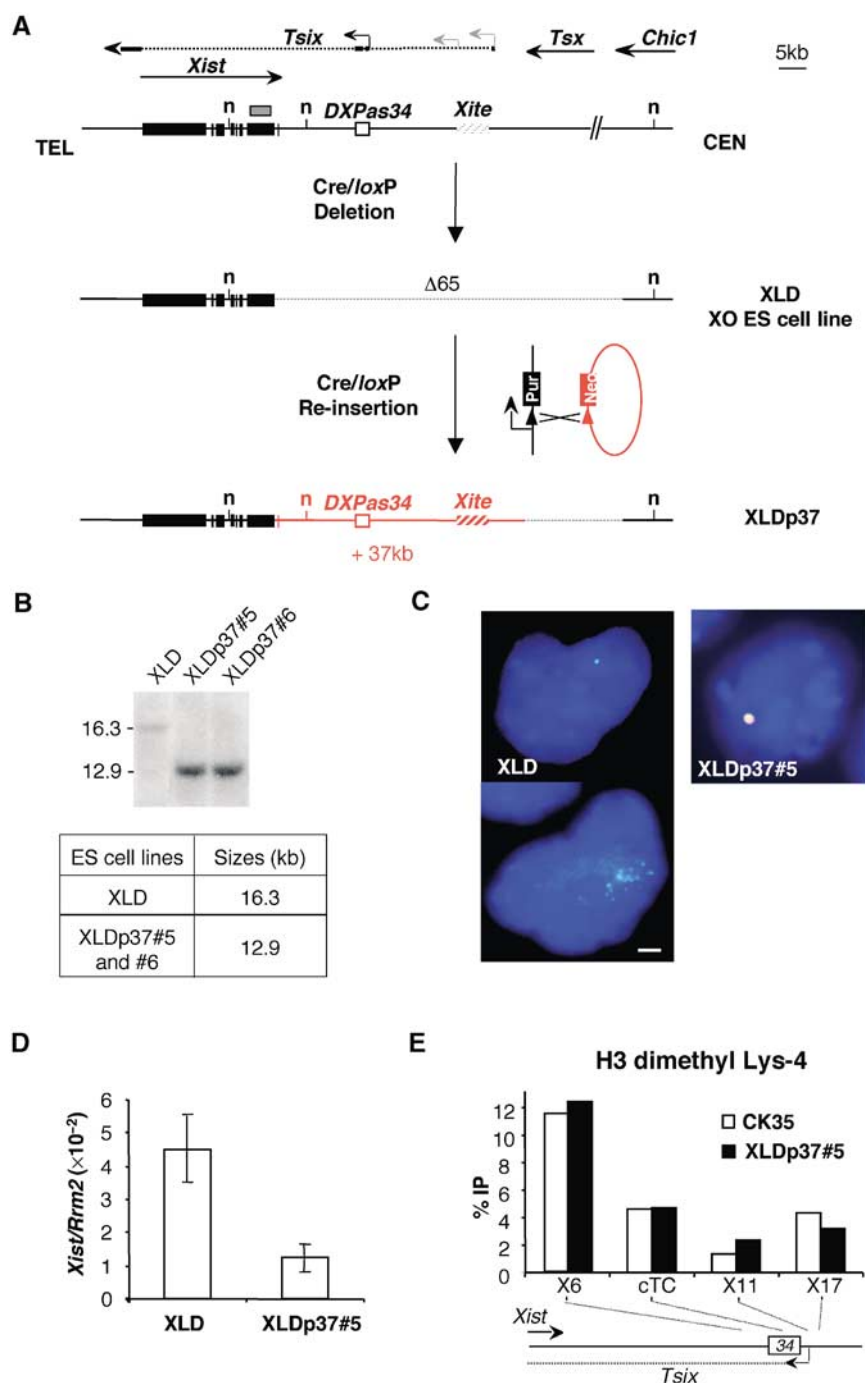 A
Tsix
Xist
Tsx
Chic1
5kb
n
n
DXPas34
Xite
n
TEL
CEN
Cre/loxP
Deletion
n
Δ65
n
XLD
XO ES cell line
Cre/loxP
Re-insertion
Pur
Neo
n
n
DXPas34
Xite
n
XLDp37
+ 37kb
B
XLD
XLDp37#5
XLDp37#6
16.3
12.9
ES cell lines
Sizes (kb)
XLD
16.3
XLDp37#5
and #6
12.9
C
XLD
XLDp37#5
D
Xist/Rrm2 (×10⁻²)
6
5
4
3
2
1
0
XLD
XLDp37#5
E
H3 dimethyl Lys-4
% IP
12
10
8
6
4
2
0
CK35
XLDp37#5
X6
cTC
X11
X17
Xist
34
Tsix